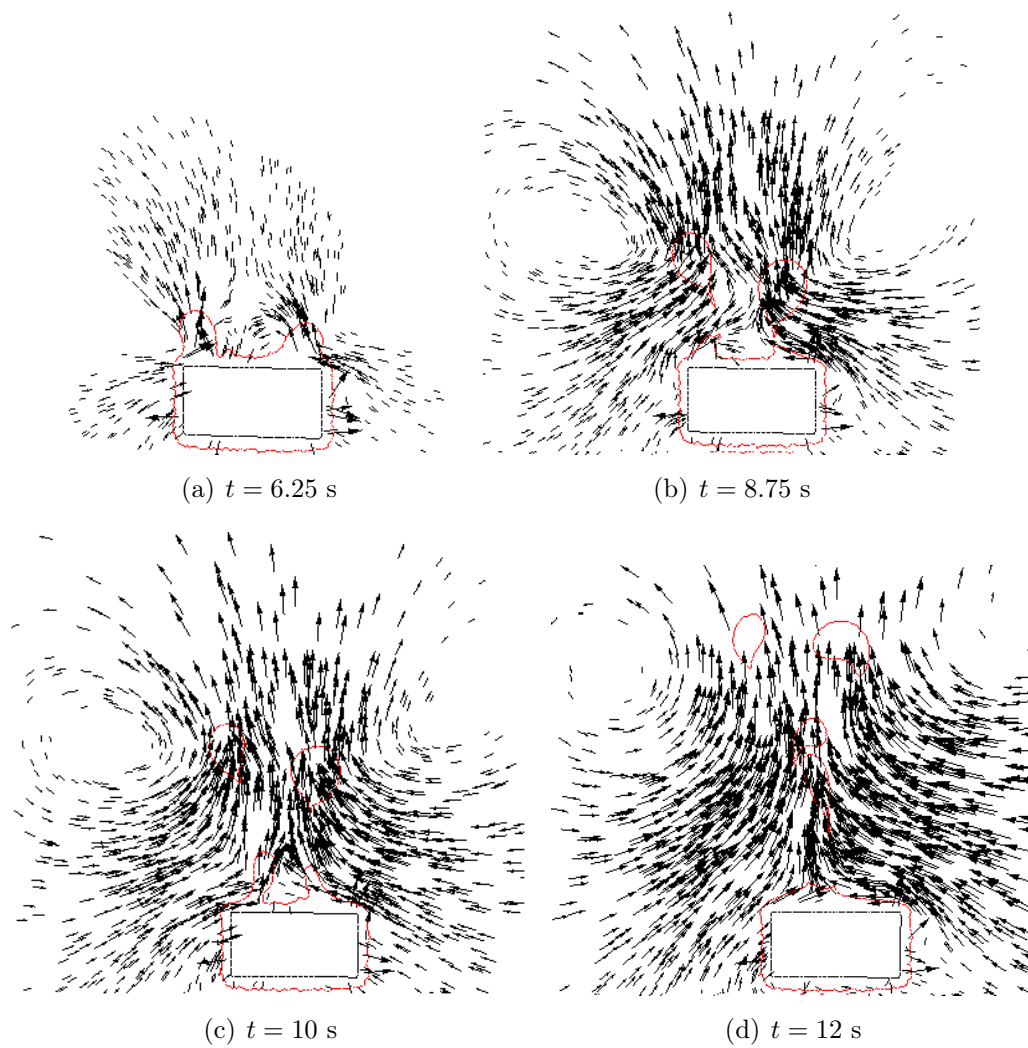 (a) t = 6.25 s
(b) t = 8.75 s
(c) t = 10 s
(d) t = 12 s